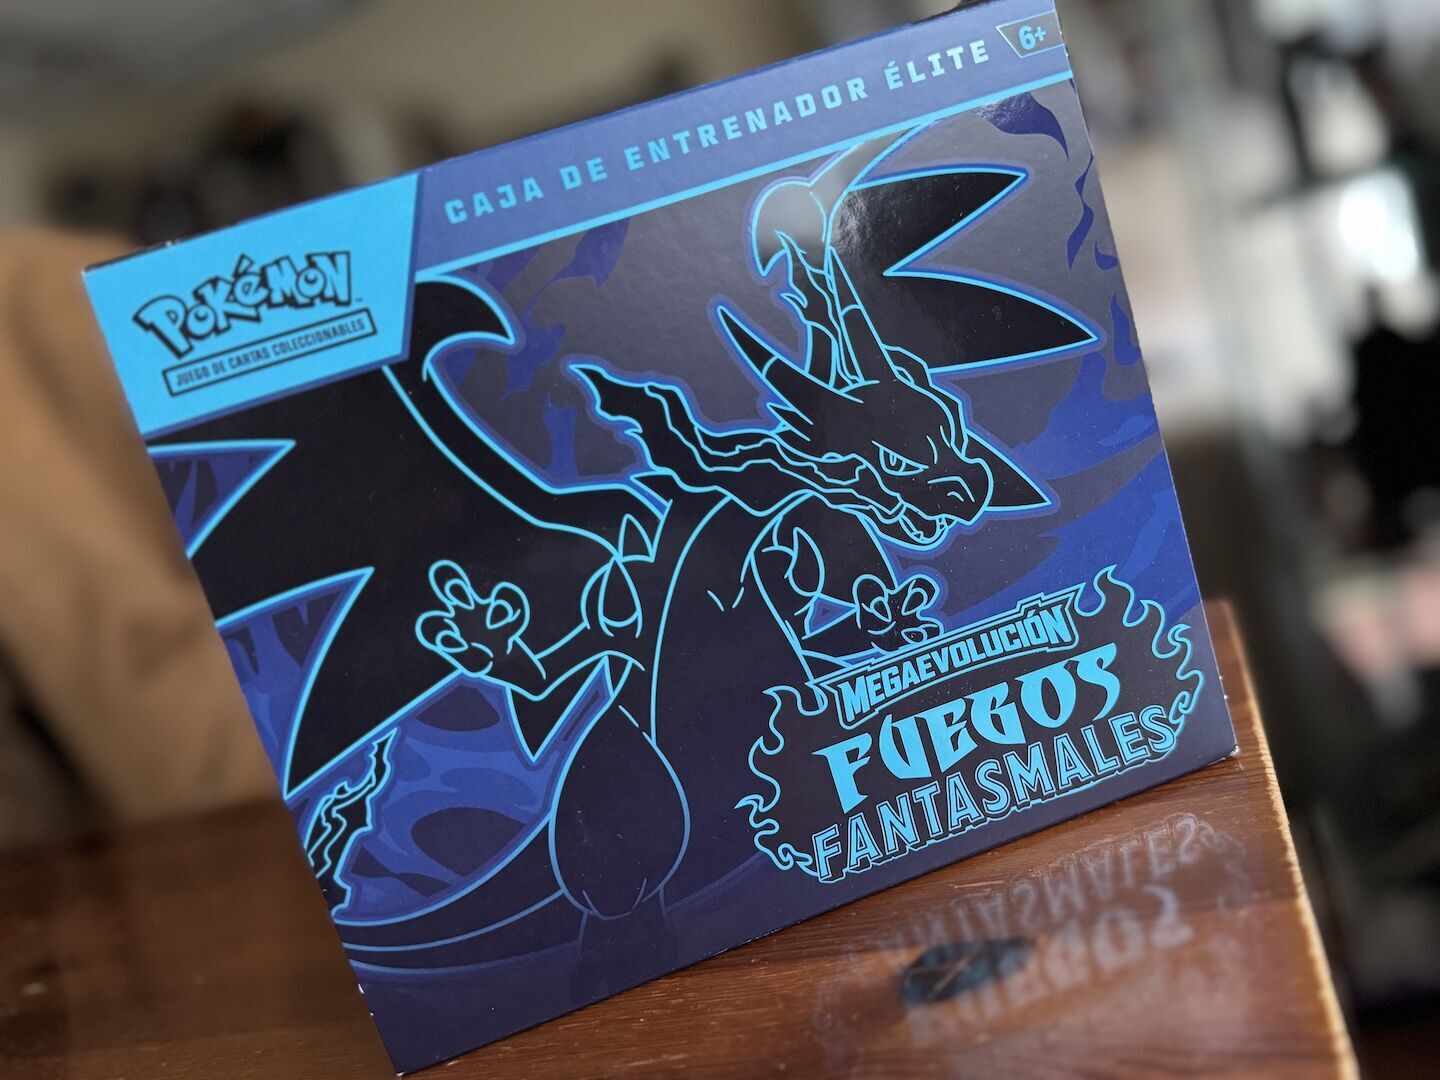 CAJA DE ENTRENADOR ÉLITE
6+
POKéMON
JUEGO DE CARTAS COLECCIONABLES
MEGAEVOLUCIÓN
FUEGOS
FANTASMALES